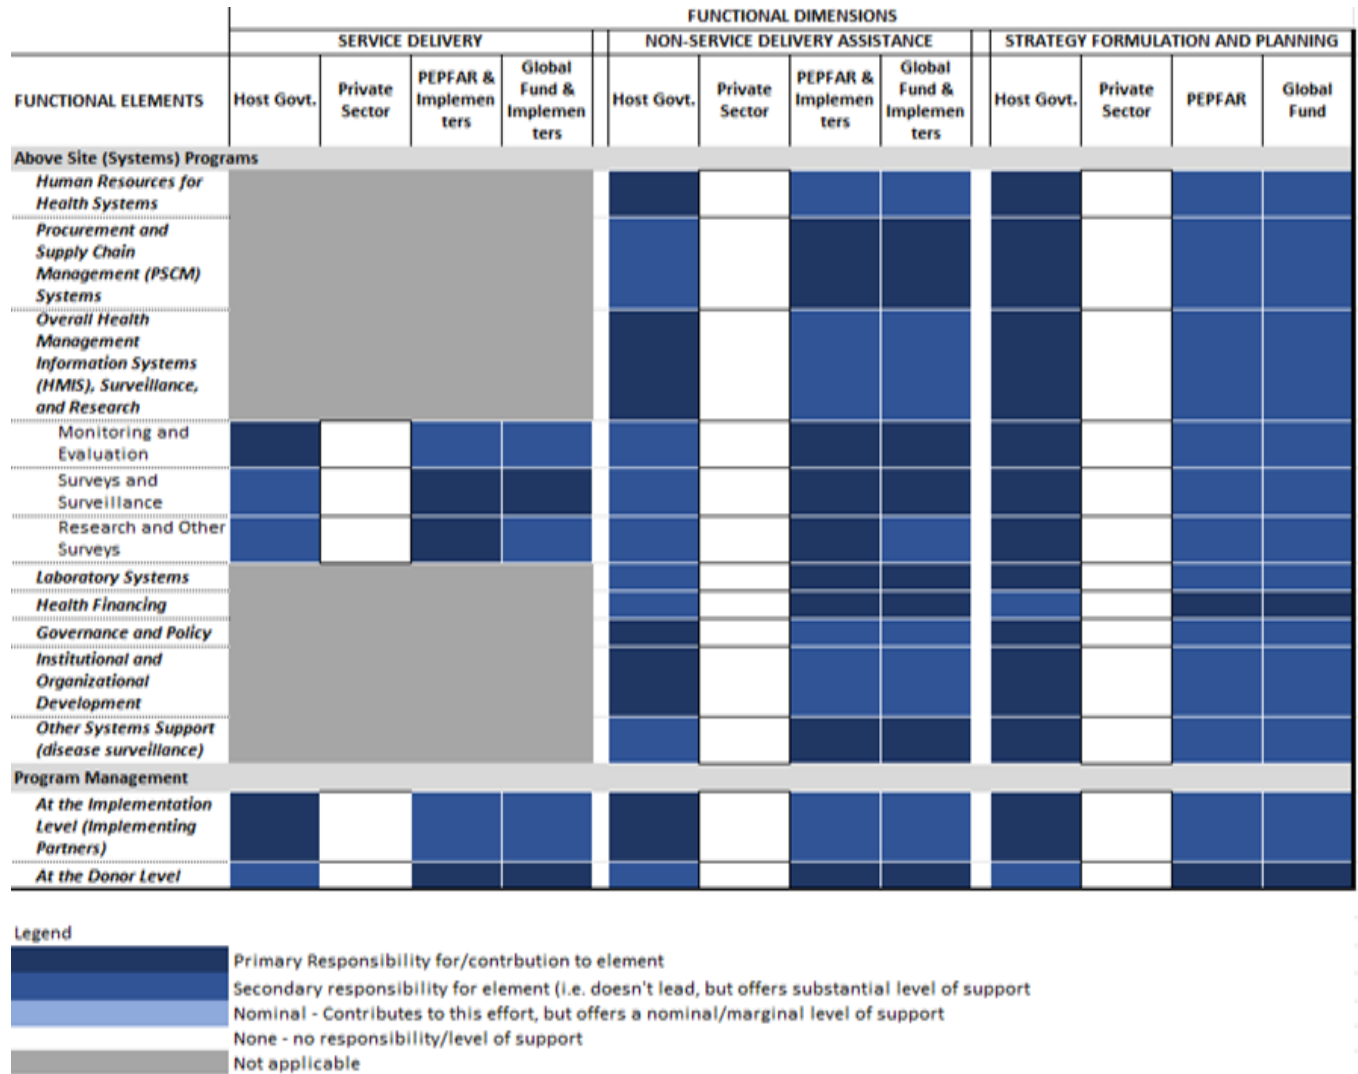 FUNCTIONAL DIMENSIONS
SERVICE DELIVERY
NON-SERVICE DELIVERY ASSISTANCE
STRATEGY FORMULATION AND PLANNING
FUNCTIONAL ELEMENTS
Host Govt.
Private
Sector
PEPFAR &
Implemen
ters
Global
Fund &
Implemen
ters
Host Govt.
Private
Sector
PEPFAR &
Implemen
ters
Global
Fund &
Implemen
ters
Host Govt.
Private
Sector
PEPFAR
Global
Fund
Above Site (Systems) Programs
Human Resources for
Health Systems
Procurement and
Supply Chain
Management (PSCM)
Systems
Overall Health
Management
Information Systems
(HMIS), Surveillance,
and Research
Monitoring and
Evaluation
Surveys and
Surveillance
Research and Other
Surveys
Laboratory Systems
Health Financing
Governance and Policy
Institutional and
Organizational
Development
Other Systems Support
(disease surveillance)
Program Management
At the Implementation
Level (Implementing
Partners)
At the Donor Level
Legend
Primary Responsibility for/contrbution to element
Secondary responsibility for element (i.e. doesn't lead, but offers substantial level of support
Nominal - Contributes to this effort, but offers a nominal/marginal level of support
None - no responsibility/level of support
Not applicable